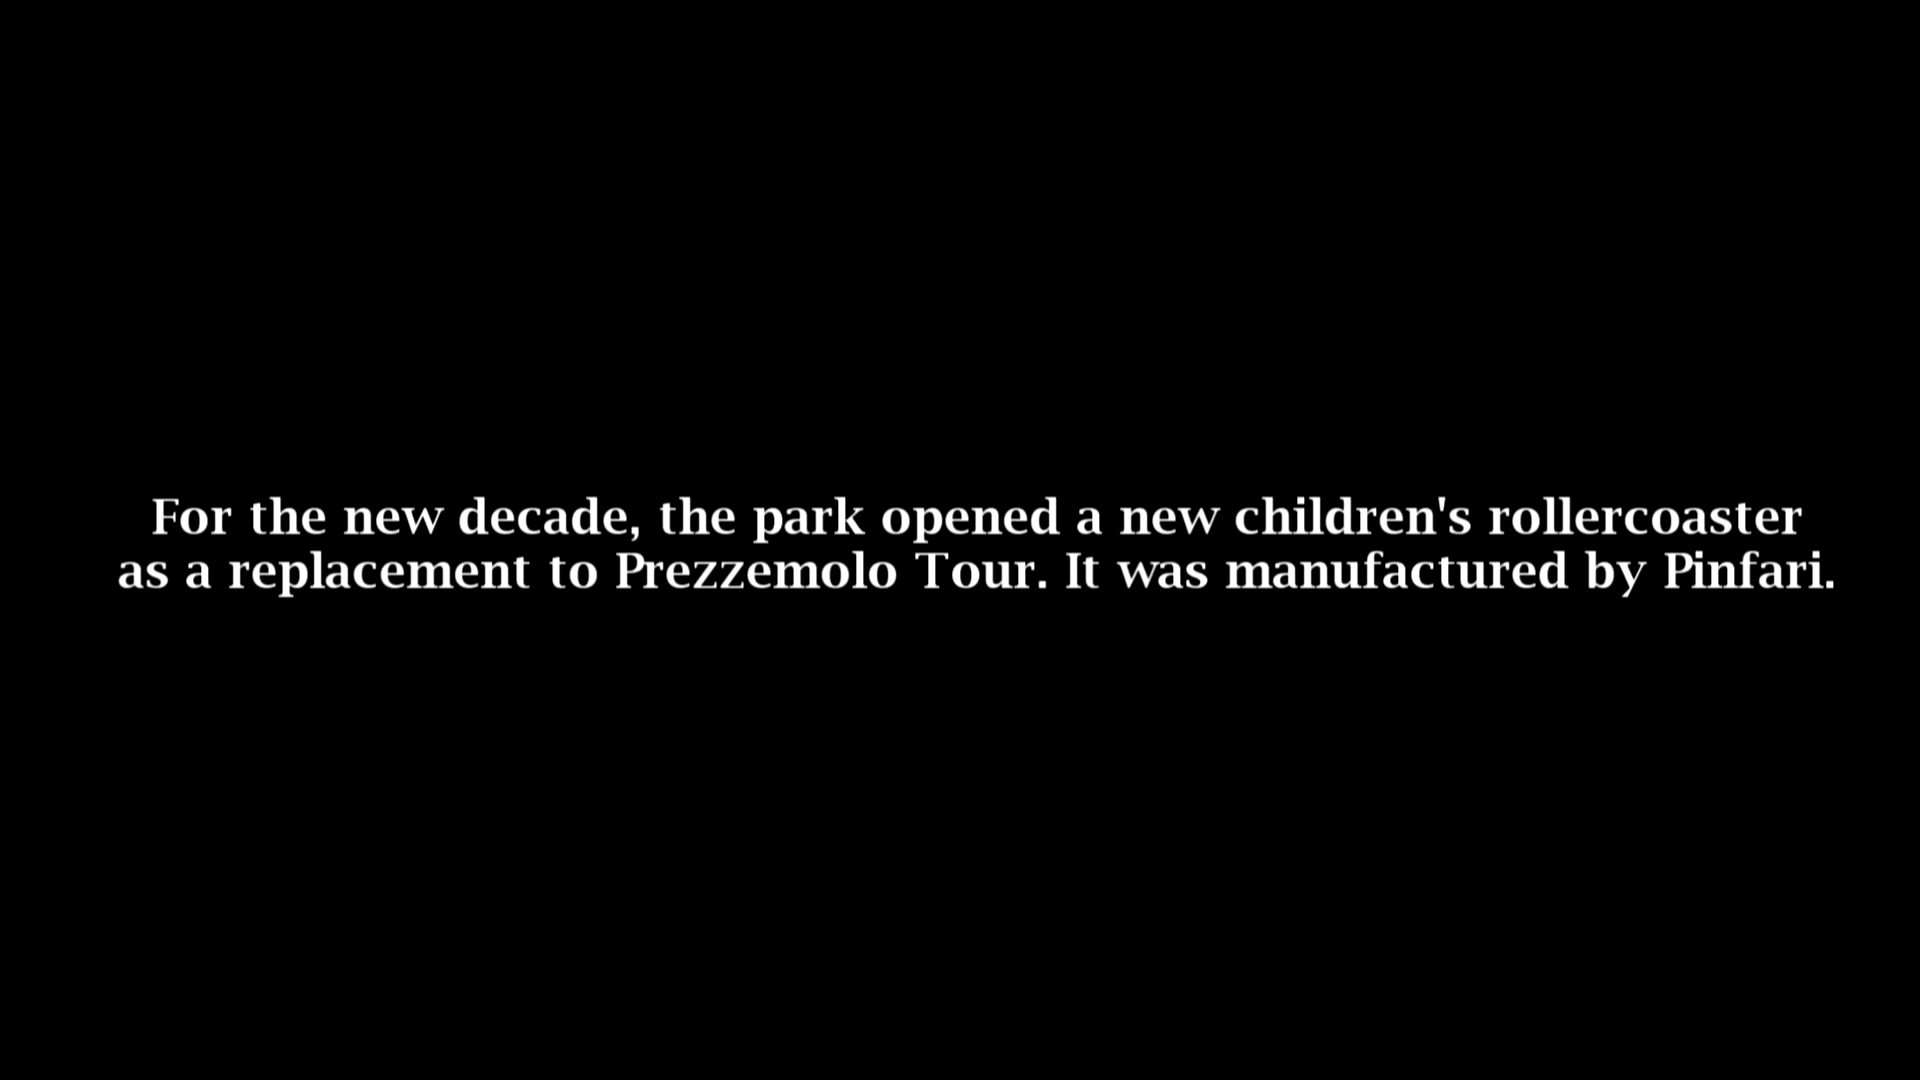 For the new decade, the park opened a new children's rollercoaster
as a replacement to Prezzemolo Tour. It was manufactured by Pinfari.